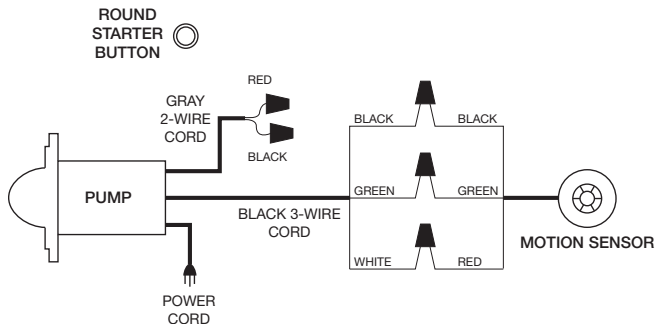 ROUND
STARTER
BUTTON
RED
GRAY
2-WIRE
CORD
BLACK
BLACK
BLACK
PUMP
GREEN
GREEN
BLACK 3-WIRE
CORD
MOTION SENSOR
WHITE
RED
POWER
CORD